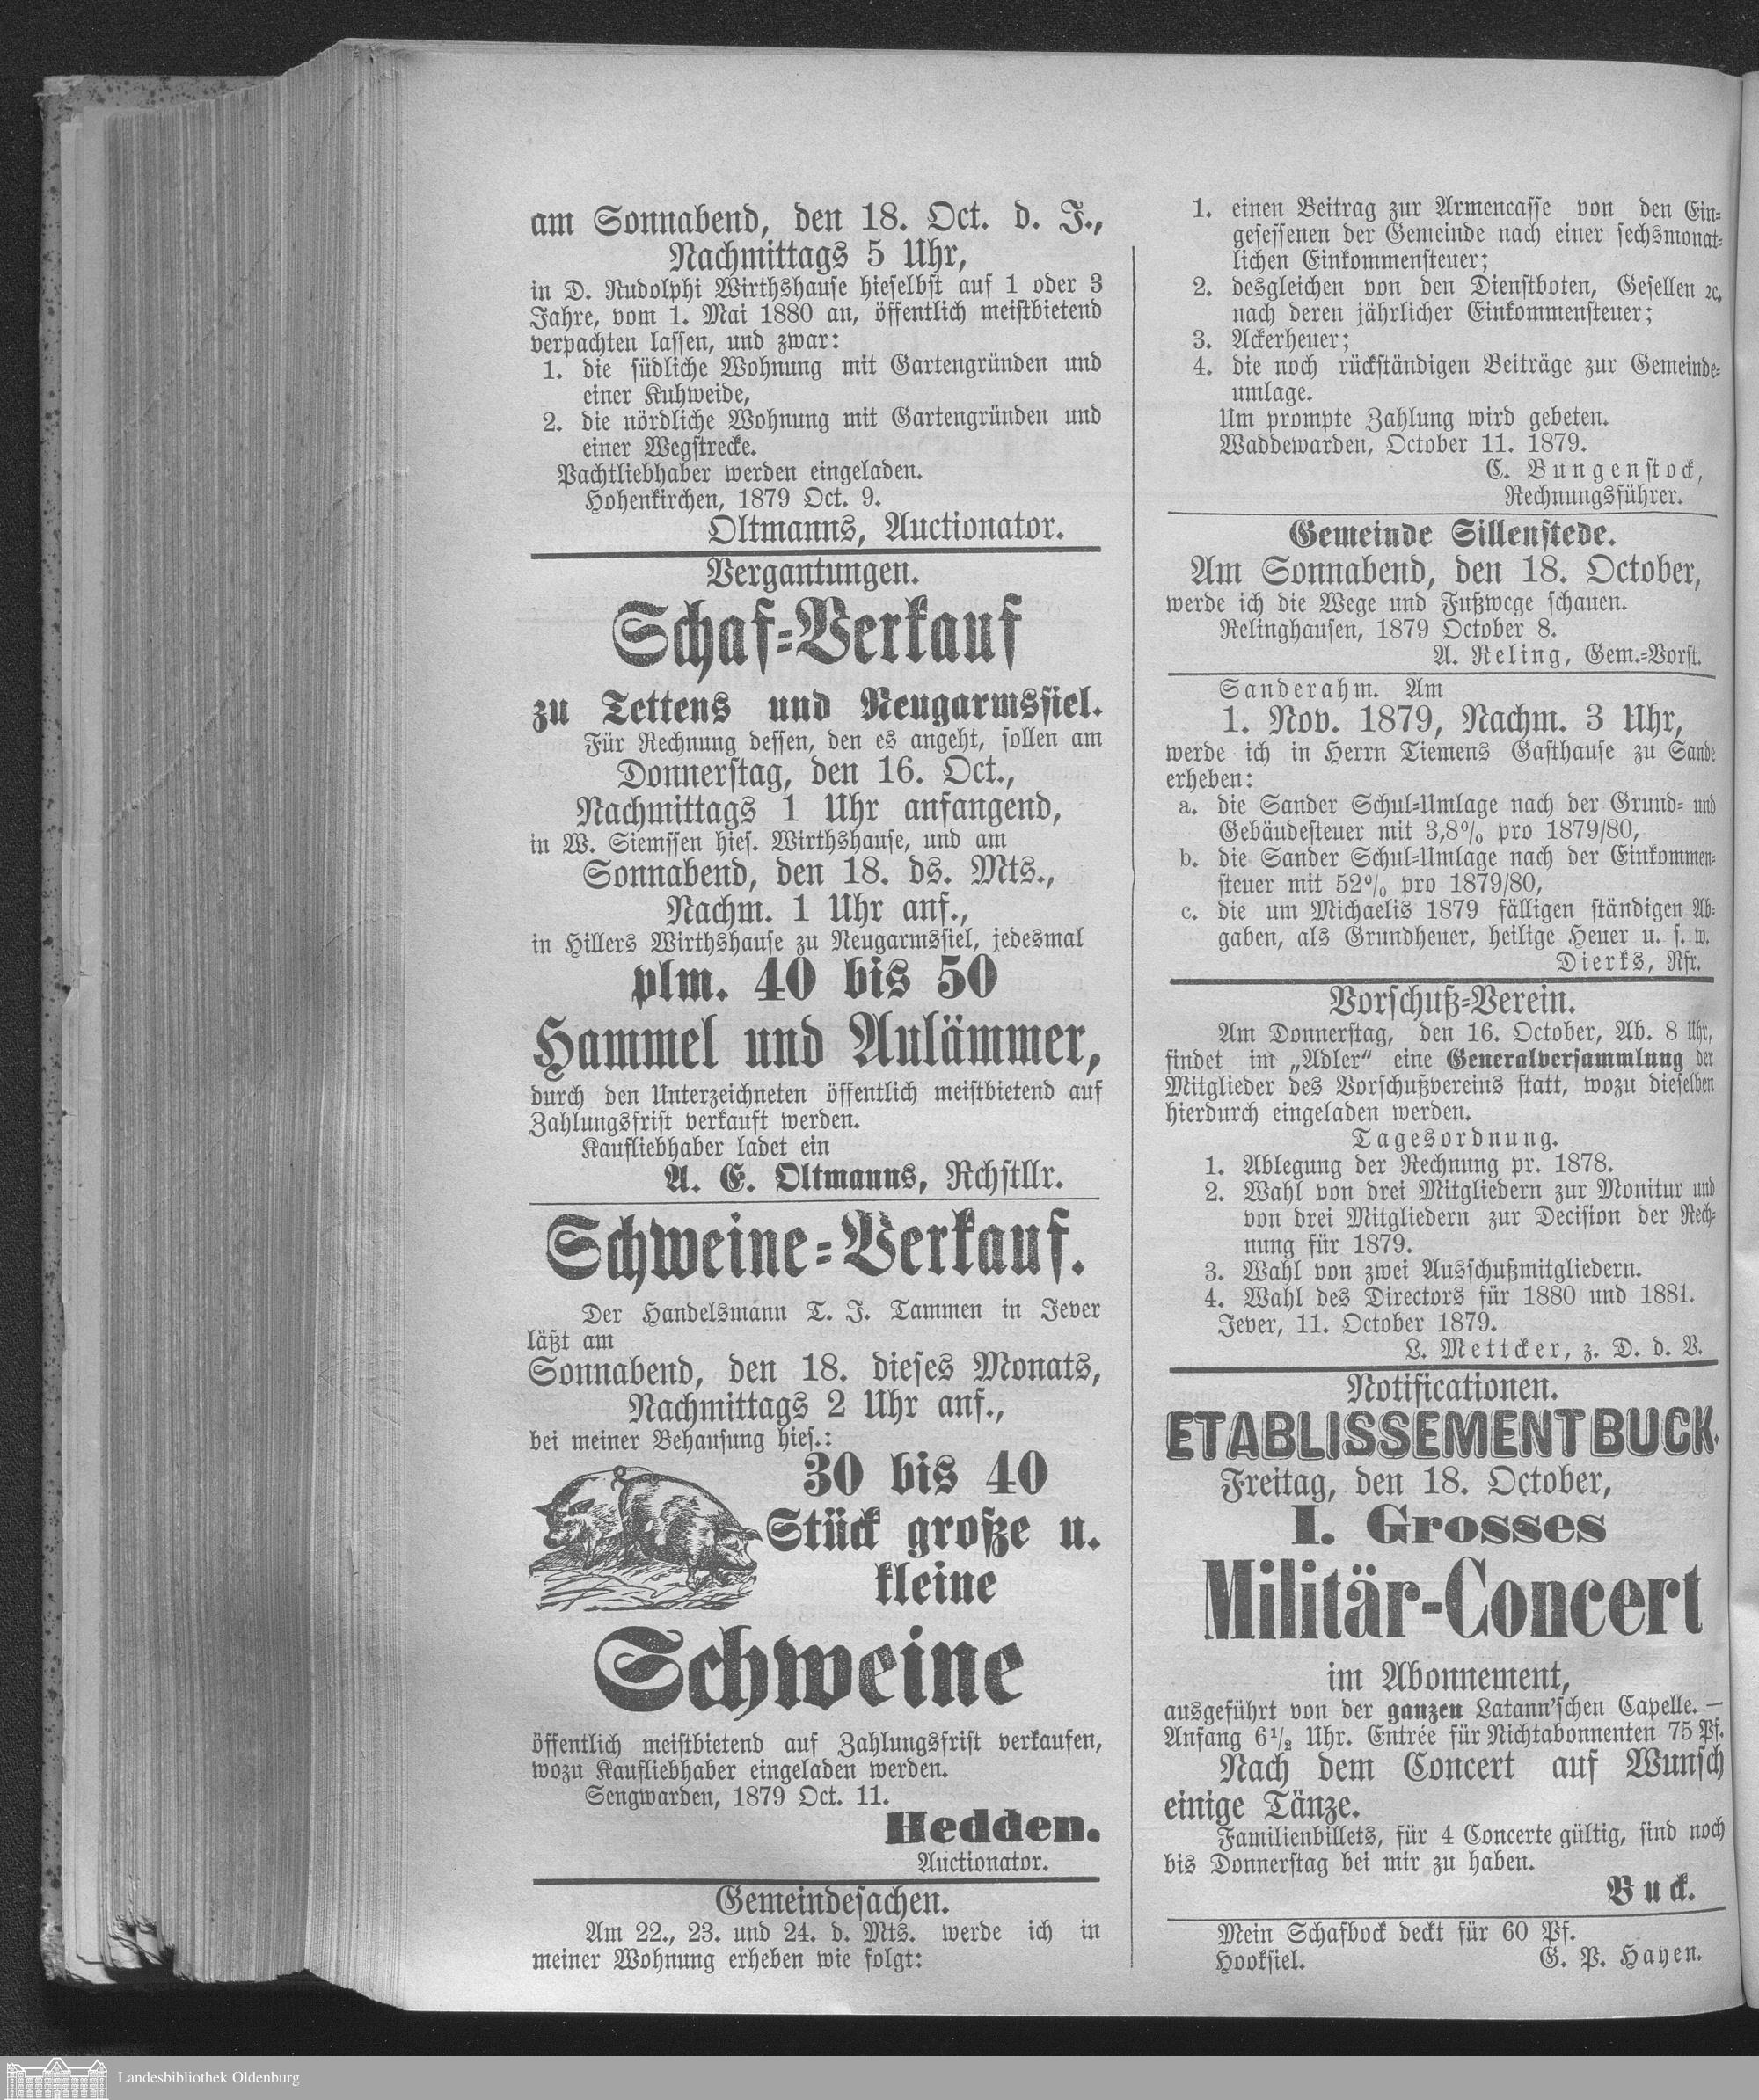 am Sonnabend, den 18. Oct. d. J.,
Nachmittags 5 Uhr,
in D. Rudolphi Wirthshause hieselbst auf 1 oder 3
Jahre, vom 1. Mai 1880 an, öffentlich meistbietend
verpachten lassen, und zwar:
1. die südliche Wohnung mit Gartengründen und
einer Kuhweide,
2. die nördliche Wohnung mit Gartengründen und
einer Wegstrecke.
Pachtliebhaber werden eingeladen.
Hohenkirchen, 1879 Oct. 9.
Oltmanns, Auctionator.
Vergantungen.
Schaf-Verkauf
zu Tettens und Neugarmssiel.
Für Rechnung dessen, den es angeht, sollen am
Donnerstag, den 16. Oct.,
Nachmittags 1 Uhr anfangend,
in W. Siemssen hies. Wirthshause, und am
Sonnabend, den 18. ds. Mts.,
Nachm. 1 Uhr anf.,
in Hillers Wirthshause zu Neugarmssiel, jedesmal
plm. 40 bis 50
Hammel und Aulämmer,
durch den Unterzeichneten öffentlich meistbietend auf
Zahlungsfrist verkauft werden.
Kaufliebhaber ladet ein
A. E. Oltmanns, Rchstllr.
Schweine-Verkauf.
Der Handelsmann T. J. Tammen in Jever
läßt am
Sonnabend, den 18. dieses Monats,
Nachmittags 2 Uhr anf.,
bei meiner Behausung hies.:
30 bis 40
Stück große u.
kleine
Schweine
öffentlich meistbietend auf Zahlungsfrist verkaufen,
wozu Kaufliebhaber eingeladen werden.
Sengwarden, 1879 Oct. 11.
Hedden.
Auctionator.
Gemeindesachen.
Am 22., 23. und 24. d. Mts. werde ich in
meiner Wohnung erheben wie folgt:
1. einen Beitrag zur Armencasse von den Ein-
gesessenen der Gemeinde nach einer sechsmonat-
lichen Einkommensteuer;
2. desgleichen von den Dienstboten, Gesellen ꝛc.
nach deren jährlicher Einkommensteuer;
3. Ackerheuer;
4. die noch rückständigen Beiträge zur Gemeinde-
umlage.
Um prompte Zahlung wird gebeten.
Waddewarden, October 11. 1879.
C. Bungenstock,
Rechnungsführer.
Gemeinde Sillenstede.
Am Sonnabend, den 18. October,
werde ich die Wege und Fußwege schauen.
Relinghausen, 1879 October 8.
A. Reling, Gem.-Vorst.
Sanderahm. Am
1. Nov. 1879, Nachm. 3 Uhr,
werde ich in Herrn Tiemens Gasthause zu Sande
erheben:
a. die Sander Schul-Umlage nach der Grund- und
Gebäudesteuer mit 3,8% pro 1879/80,
b. die Sander Schul-Umlage nach der Einkommen-
steuer mit 52% pro 1879/80,
c. die um Michaelis 1879 fälligen ständigen Ab-
gaben, als Grundheuer, heilige Heuer u. s. w.
Dierks, Rfr.
Vorschuß-Verein.
Am Donnerstag, den 16. October, Ab. 8 Uhr,
findet im „Adler“ eine Generalversammlung der
Mitglieder des Vorschußvereins statt, wozu dieselben
hierdurch eingeladen werden.
Tagesordnung.
1. Ablegung der Rechnung pr. 1878.
2. Wahl von drei Mitgliedern zur Monitur und
von drei Mitgliedern zur Decision der Rech-
nung für 1879.
3. Wahl von zwei Ausschußmitgliedern.
4. Wahl des Directors für 1880 und 1881.
Jever, 11. October 1879.
L. Mettcker, z. D. d. V.
Notificationen.
ETABLISSEMENT BUCK.
Freitag, den 18. October,
I. Grosses
Militär-Concert
im Abonnement,
ausgeführt von der ganzen Latann'schen Capelle. —
Anfang 6½ Uhr. Entrée für Nichtabonnenten 75 Pf.
Nach dem Concert auf Wunsch
einige Tänze.
Familienbillets, für 4 Concerte gültig, sind noch
bis Donnerstag bei mir zu haben.
Buck.
Mein Schafbock deckt für 60 Pf.
Hooksiel. G. P. Hayen.
Landesbibliothek Oldenburg